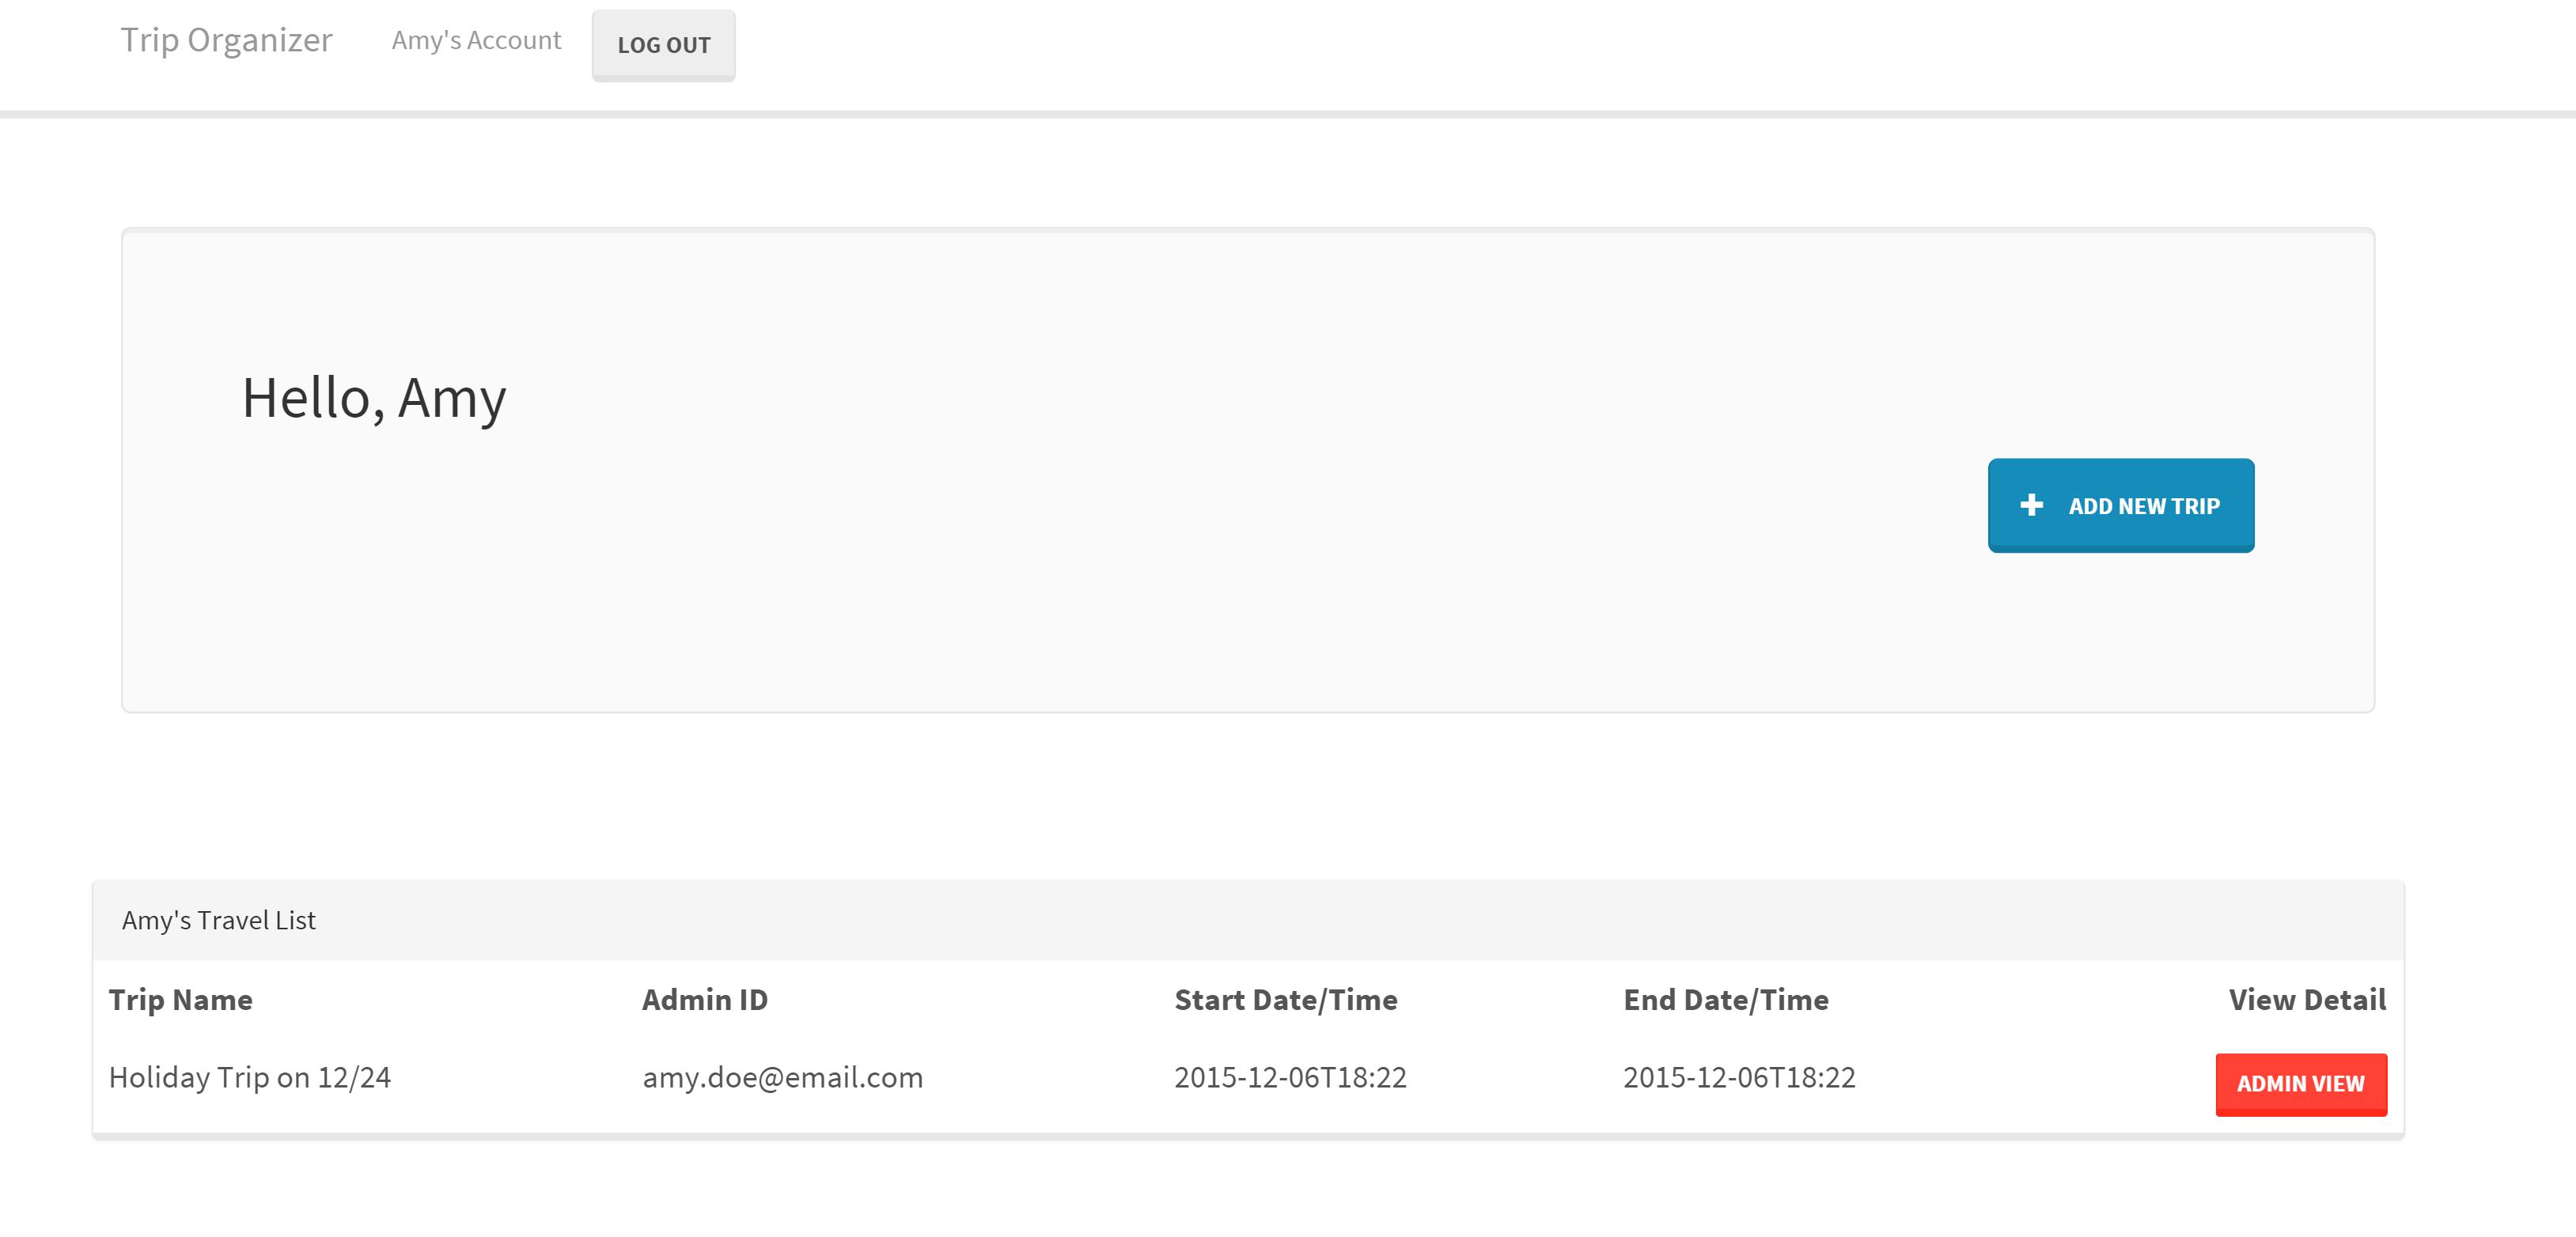 Trip Organizer Amy's Account LOG OUT
Hello, Amy
ADD NEW TRIP
Amy's Travel List
Trip Name Admin ID Start Date/Time End Date/Time View Detail
Holiday Trip on 12/24 amy.doe@email.com 2015-12-06T18:22 2015-12-06T18:22 ADMIN VIEW